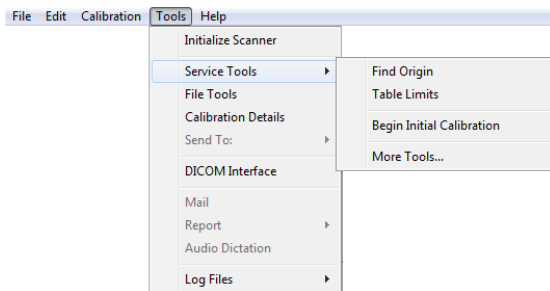 File Edit Calibration Tools Help
Initialize Scanner
Service Tools
File Tools
Calibration Details
Send To:
DICOM Interface
Mail
Report
Audio Dictation
Log Files
Find Origin
Table Limits
Begin Initial Calibration
More Tools...